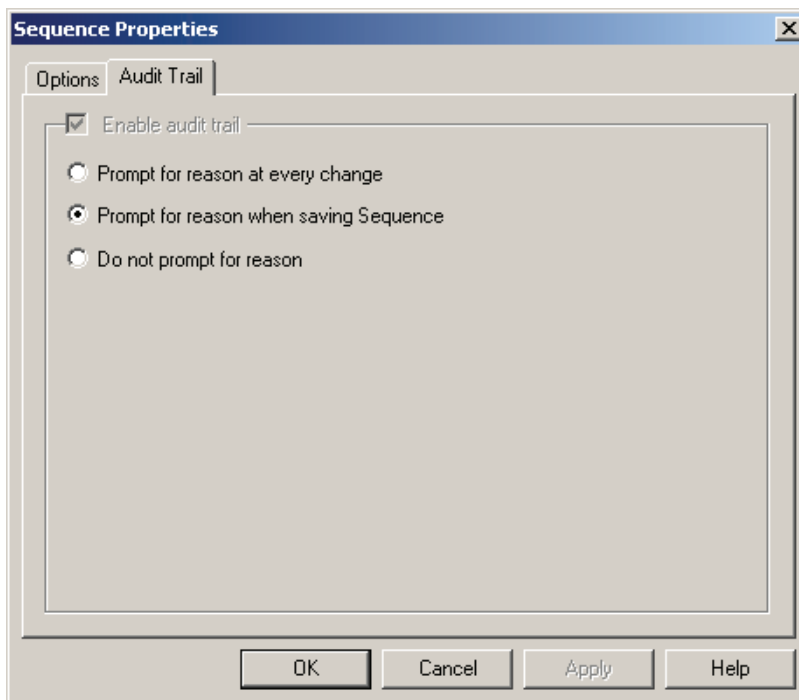 Sequence Properties
Options Audit Trail
Enable audit trail
Prompt for reason at every change
Prompt for reason when saving Sequence
Do not prompt for reason
OK Cancel Apply Help